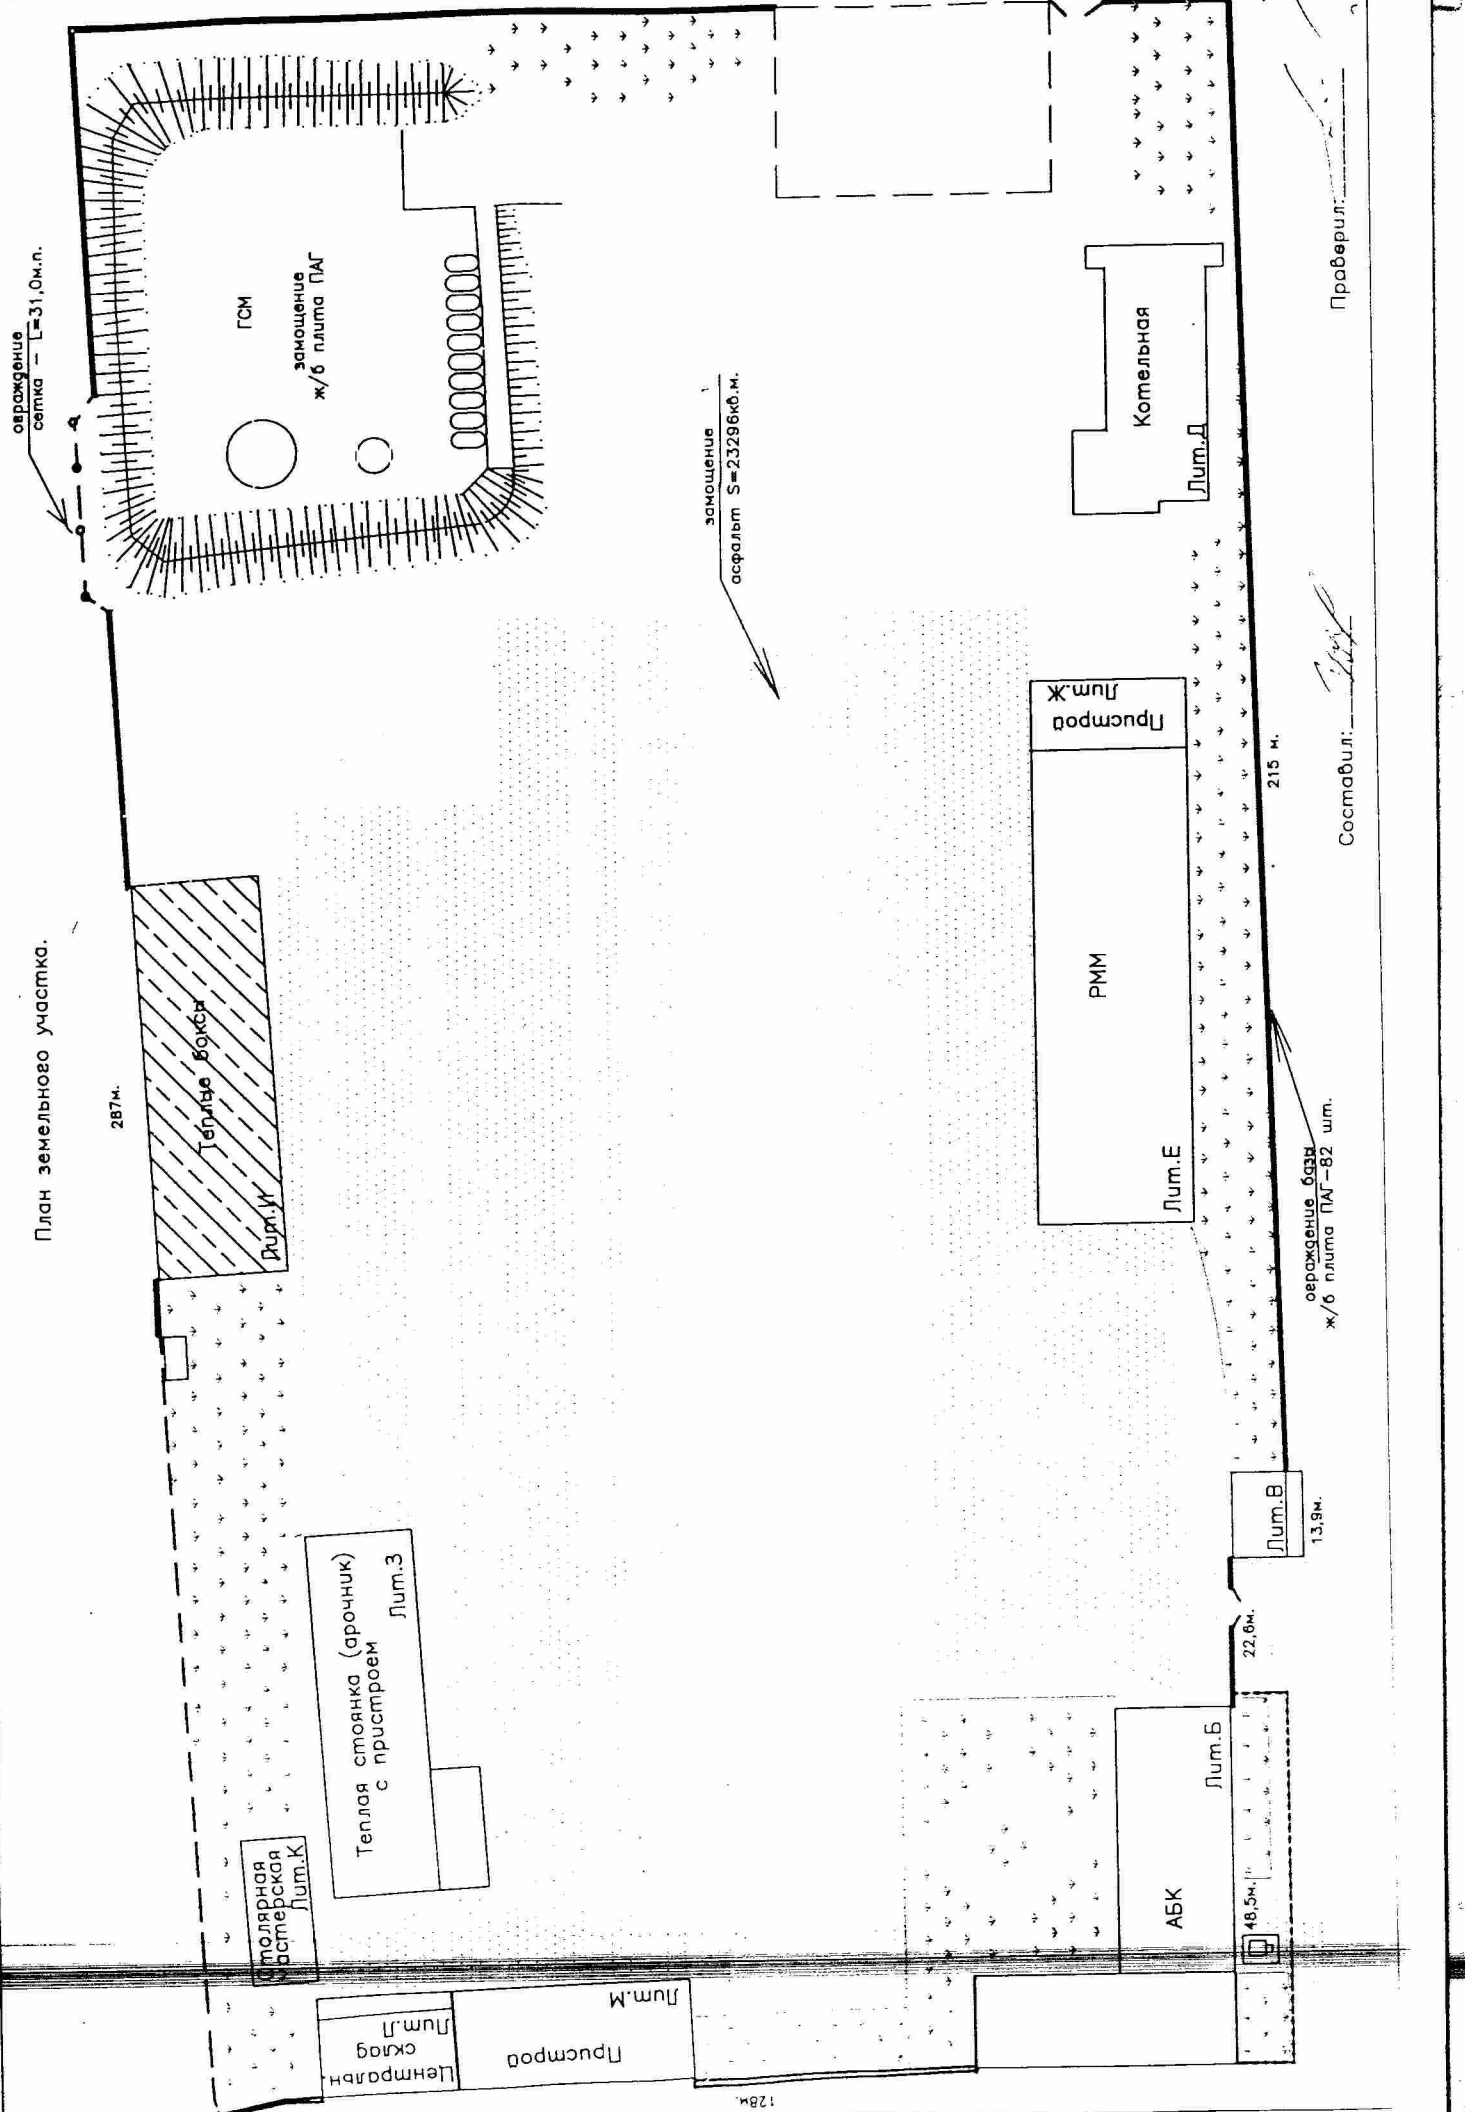 План земельного участка.
287м.
ограждение
сетка — L=31,0м.п.
ГСМ
замощение
ж/б плита ПАГ
замощение
асфальт S=23296кв.м.
Теплые боксы
Лит.И
Теплая стоянка (арочник)
с пристроем
Лит.З
Столярная
мастерская
Лит.К
Центральн.
склад
Лит.Л
Пристрой
Лит.М
128м.
АБК
Лит.Б
48,5м.
22,6м.
Лит.В
13,9м.
РММ
Лит.Е
Пристрой
Лит.Ж
Котельная
Лит.Д
215 м.
ограждение базы
ж/б плита ПАГ-82 шт.
Составил:
Проверил: